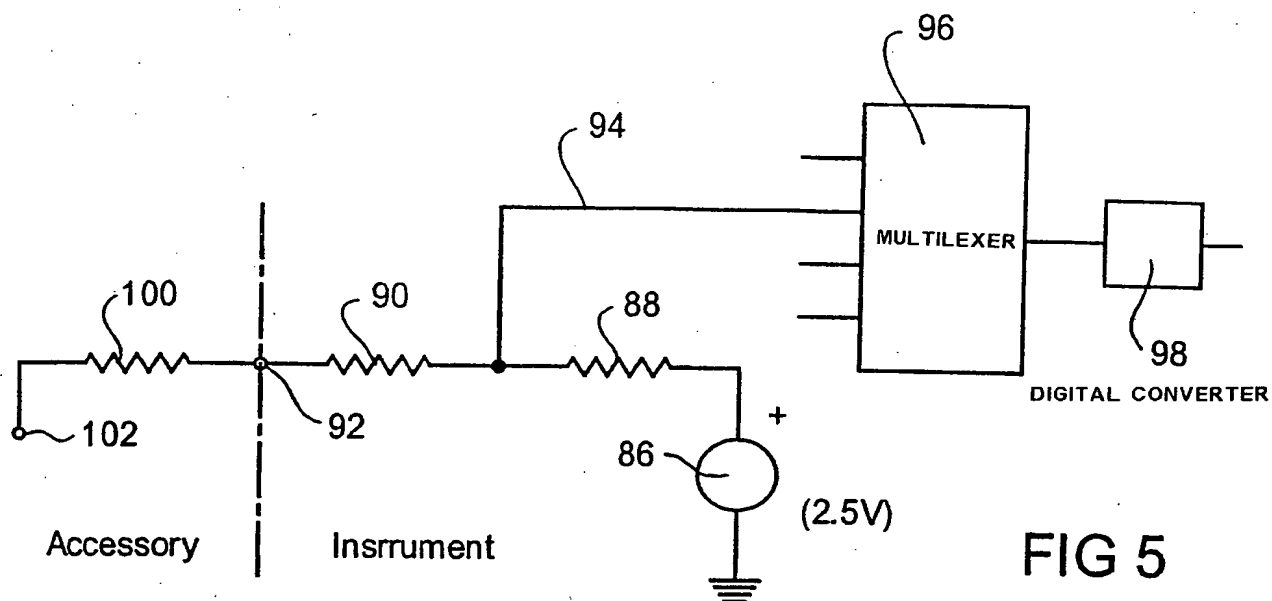 96
94
MULTILEXER
100
90
88
98
DIGITAL CONVERTER
102
92
+
86
(2.5V)
Accessory
Insrrument
FIG 5